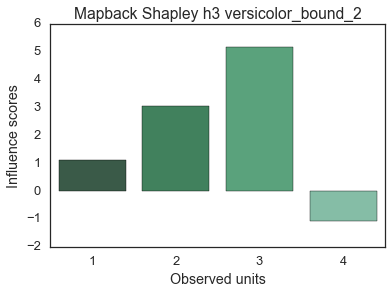 Mapback Shapley h3 versicolor_bound_2
6
5
4
3
2
1
0
−1
−2
Influence scores
1 2 3 4
Observed units